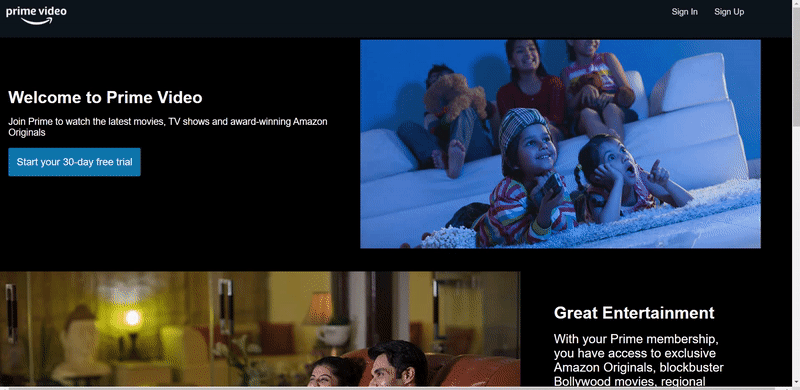 prime video
Sign In
Sign Up
Welcome to Prime Video
Join Prime to watch the latest movies, TV shows and award-winning Amazon
Originals
Start your 30-day free trial
Great Entertainment
With your Prime membership,
you have access to exclusive
Amazon Originals, blockbuster
Bollywood movies, regional